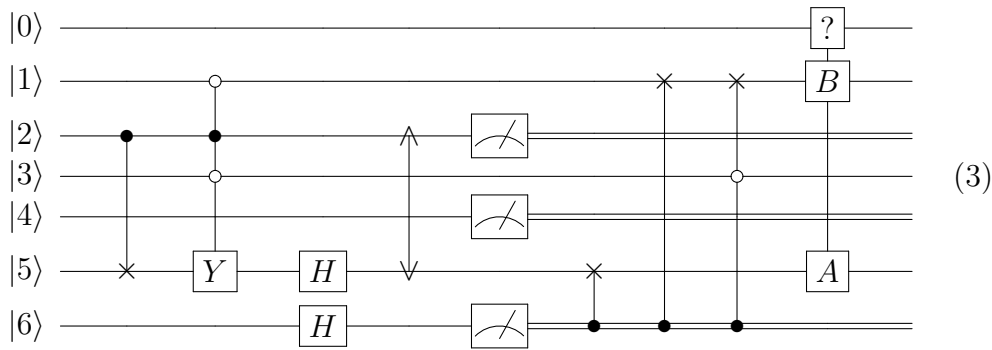 |0⟩ ?
|1⟩ B
|2⟩
|3⟩ (3)
|4⟩
|5⟩ Y H A
|6⟩ H